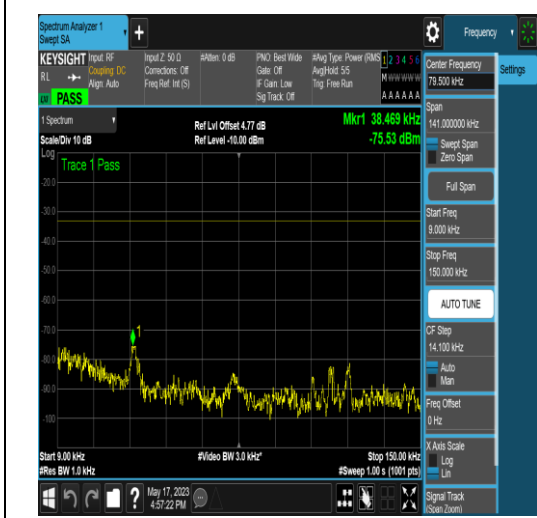 Spectrum Analyzer 1
Swept SA
+
Frequency
KEYSIGHT
Input: RF
Coupling: DC
Align: Auto
Input Z: 50 Ω
Corrections: Off
Freq Ref: Int (S)
#Atten: 0 dB
PNO: Best Wide
Gate: Off
IF Gain: Low
Sig Track: Off
#Avg Type: Power (RMS
Avg|Hold: 5/5
Trig: Free Run
1 2 3 4 5 6
M W W W W W
A A A A A A
RL
PASS
Center Frequency
79.500 kHz
Settings
Span
141.000000 kHz
Swept Span
Zero Span
Full Span
Start Freq
9.000 kHz
Stop Freq
150.000 kHz
AUTO TUNE
CF Step
14.100 kHz
Auto
Man
Freq Offset
0 Hz
X Axis Scale
Log
Lin
Signal Track
(Span Zoom)
1 Spectrum
Scale/Div 10 dB
Ref Lvl Offset 4.77 dB
Ref Level -10.00 dBm
Mkr1 38.469 kHz
-75.53 dBm
Log
Trace 1 Pass
-20.0
-30.0
-40.0
-50.0
-60.0
-70.0
-80.0
-90.0
-100
1
Start 9.00 kHz
#Res BW 1.0 kHz
#Video BW 3.0 kHz*
Stop 150.00 kHz
#Sweep 1.00 s (1001 pts)
?
May 17, 2023
4:57:22 PM